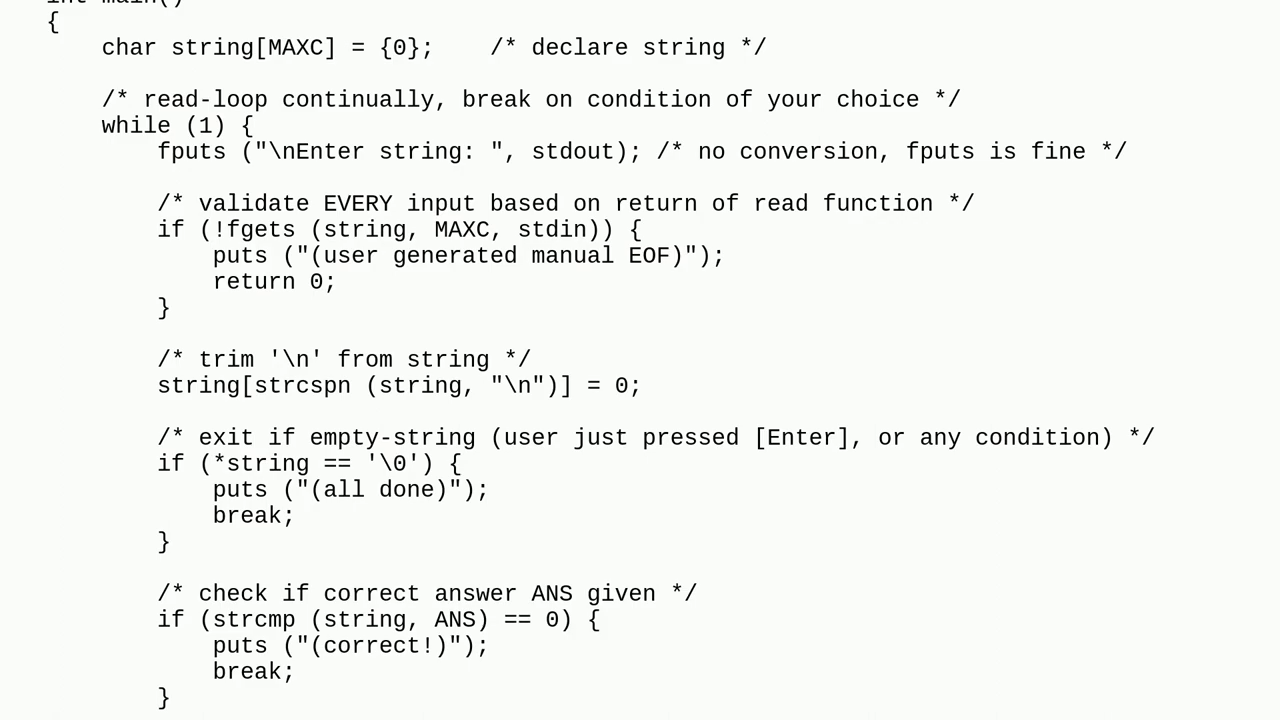 int main()
{
    char string[MAXC] = {0};    /* declare string */

    /* read-loop continually, break on condition of your choice */
    while (1) {
        fputs ("\nEnter string: ", stdout); /* no conversion, fputs is fine */

        /* validate EVERY input based on return of read function */
        if (!fgets (string, MAXC, stdin)) {
            puts ("(user generated manual EOF)");
            return 0;
        }

        /* trim '\n' from string */
        string[strcspn (string, "\n")] = 0;

        /* exit if empty-string (user just pressed [Enter], or any condition) */
        if (*string == '\0') {
            puts ("(all done)");
            break;
        }

        /* check if correct answer ANS given */
        if (strcmp (string, ANS) == 0) {
            puts ("(correct!)");
            break;
        }